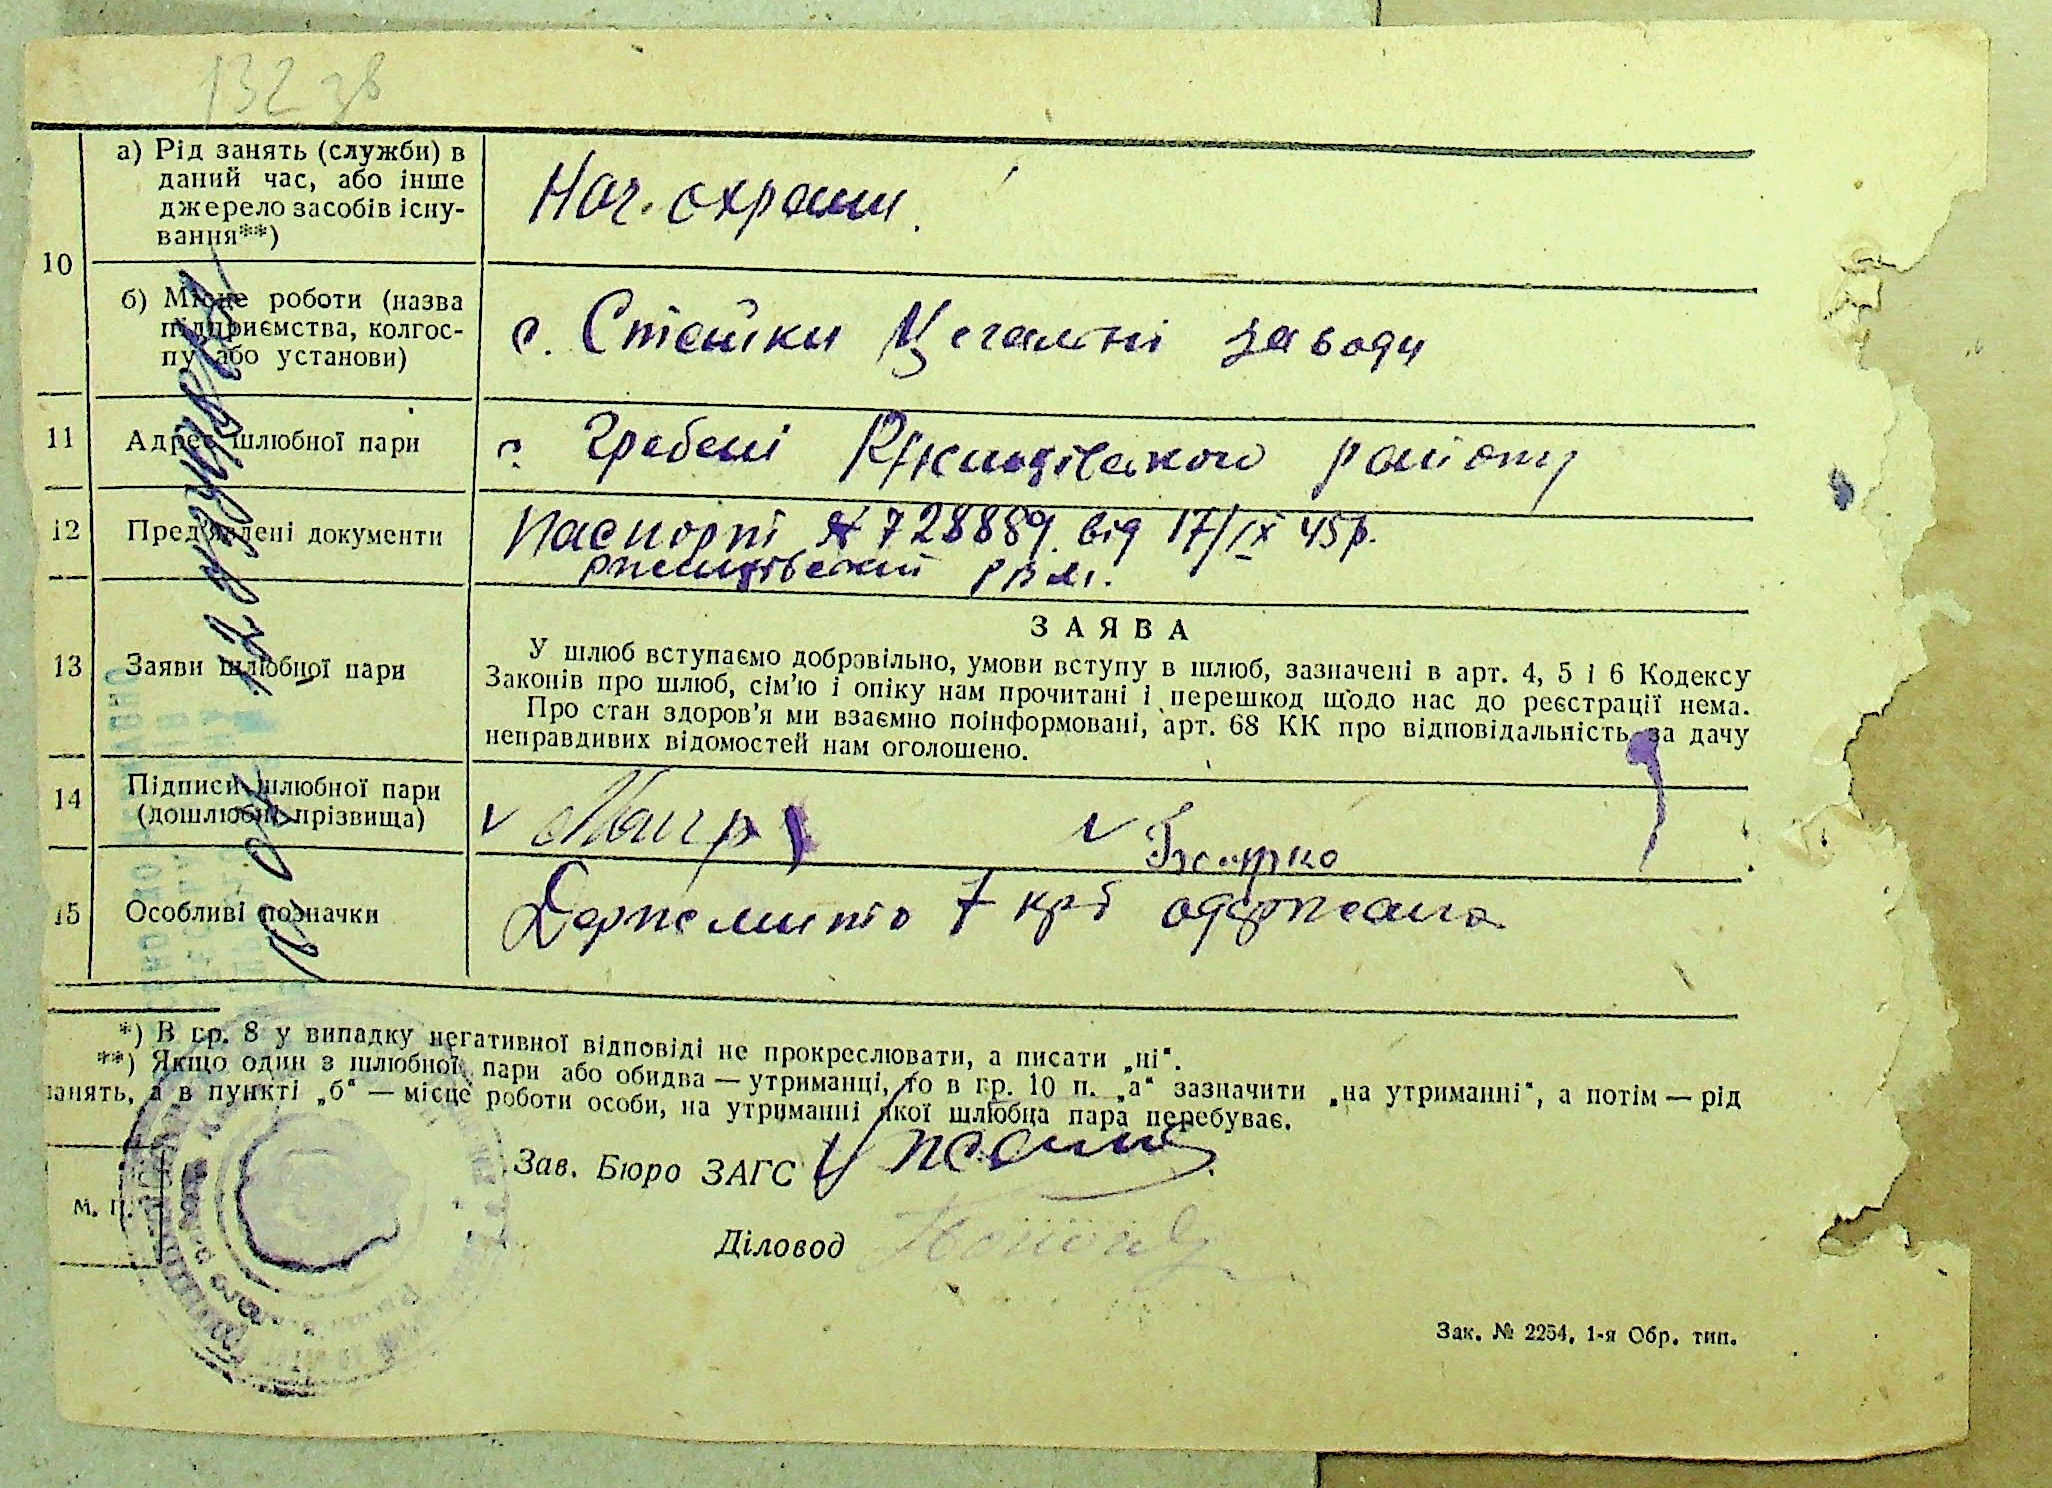 132 зв
а) Рід занять (служби) в
даний час, або інше
джерело засобів існу-
вання**)
Нач. охрани.
10
б) Місце роботи (назва
підприємства, колгос-
пу або установи)
с. Стайки Цегельні заводи
11 Адрес шлюбної пари
с. Гребені Ржищівського району
12 Пред'явлені документи
Паспорт № 728889. від 17/IX 45р.
ржищівський РВМ.
13 Заяви шлюбної пари
ЗАЯВА
У шлюб вступаємо добровільно, умови вступу в шлюб, зазначені в арт. 4, 5 і 6 Кодексу
Законів про шлюб, сім'ю і опіку нам прочитані і перешкод щодо нас до реєстрації нема.
Про стан здоров'я ми взаємно поінформовані, арт. 68 КК про відповідальність за дачу
неправдивих відомостей нам оголошено.
14 Підписи шлюбної пари
(дошлюбні прізвища)
15 Особливі позначки
Держмито 7 крб одержано
*) В гр. 8 у випадку негативної відповіді не прокреслювати, а писати „ні“.
**) Якщо один з шлюбної пари або обидва — утриманці, то в гр. 10 п. „а“ зазначити „на утриманні“, а потім — рід
занять, а в пункті „б“ — місце роботи особи, на утриманні якої шлюбна пара перебуває.
Зав. Бюро ЗАГС
М. П.
Діловод
Зак. № 2254. 1-я Обр. тип.